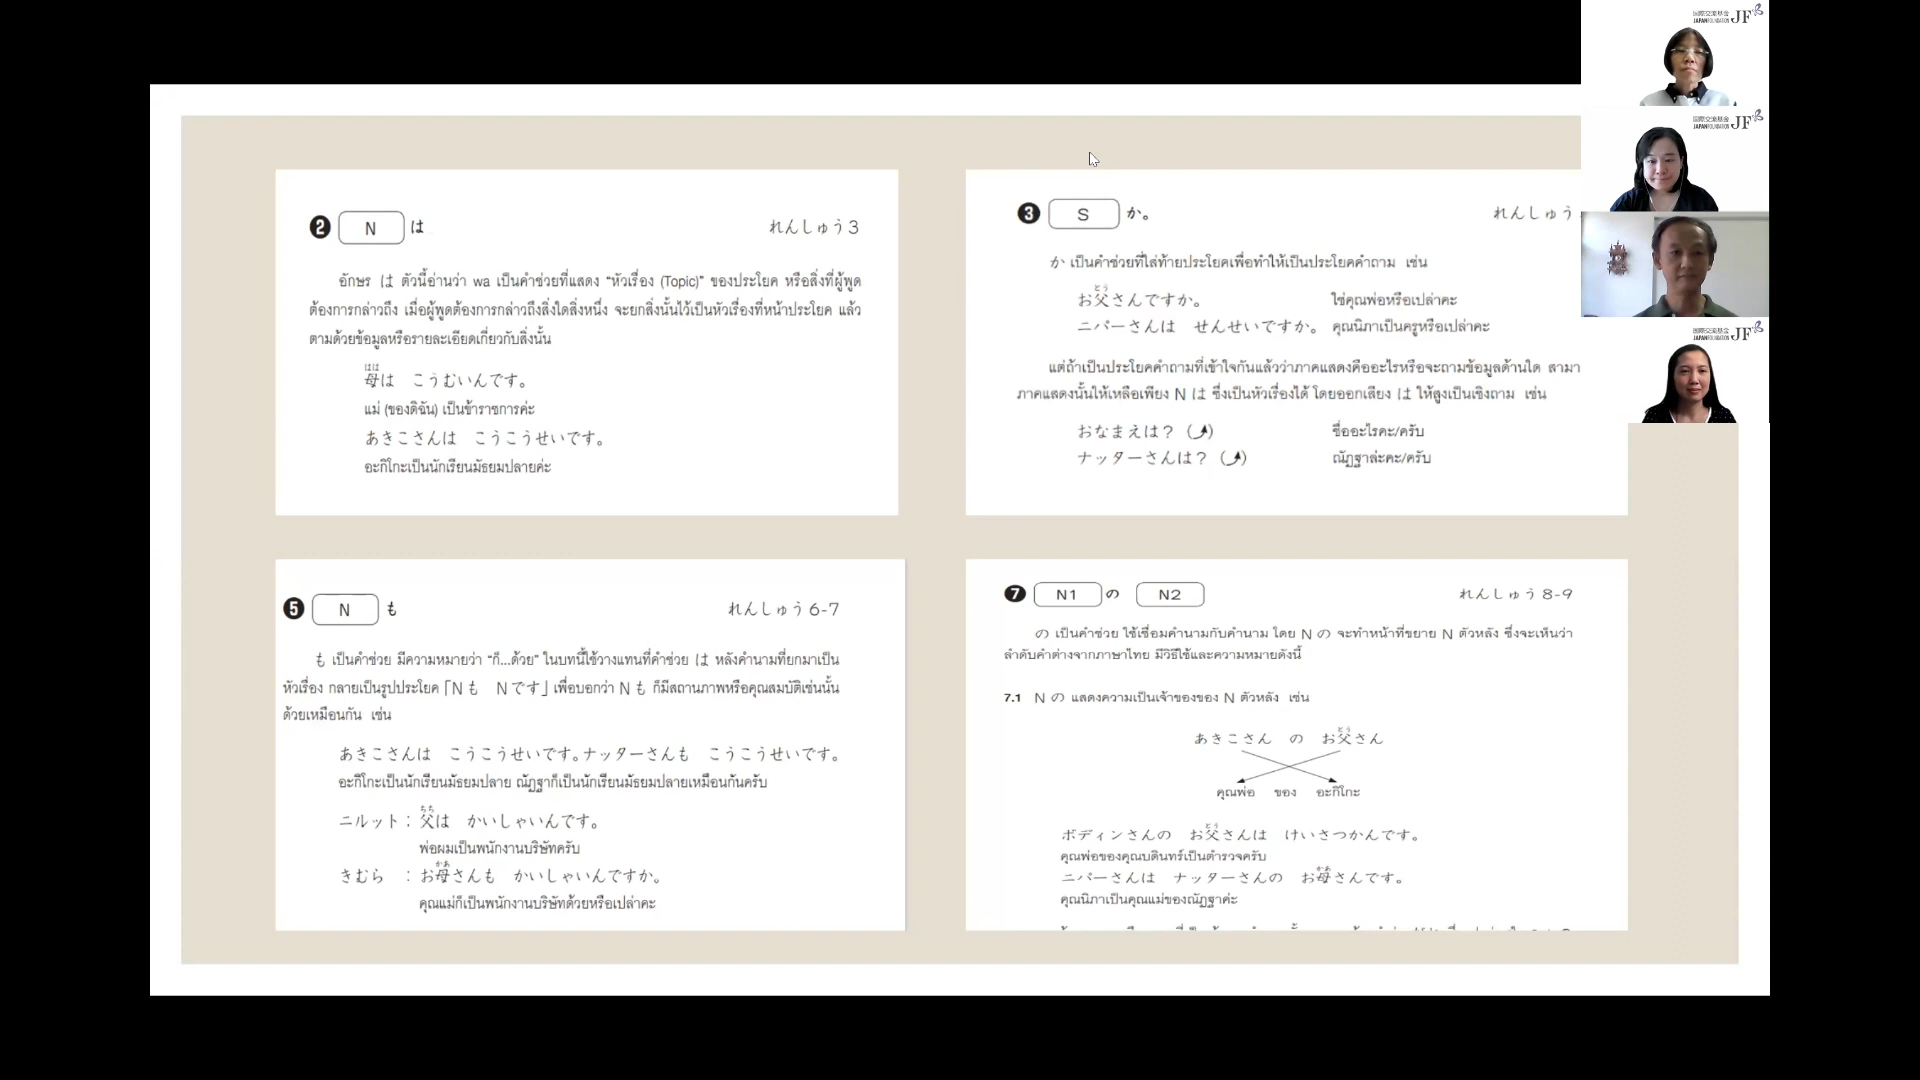 ❷ N は れんしゅう3
อักษร は ตัวนี้อ่านว่า wa เป็นคำช่วยที่แสดง “หัวเรื่อง (Topic)” ของประโยค หรือสิ่งที่ผู้พูด
ต้องการกล่าวถึง เมื่อผู้พูดต้องการกล่าวถึงสิ่งใดสิ่งหนึ่ง จะยกสิ่งนั้นไว้เป็นหัวเรื่องที่หน้าประโยค แล้ว
ตามด้วยข้อมูลหรือรายละเอียดเกี่ยวกับสิ่งนั้น
はは
母は こうむいんです。
แม่ (ของดิฉัน) เป็นข้าราชการค่ะ
あきこさんは こうこうせいです。
อะกิโกะเป็นนักเรียนมัธยมปลายค่ะ
❸ S か。 れんしゅう
か เป็นคำช่วยที่ใส่ท้ายประโยคเพื่อทำให้เป็นประโยคคำถาม เช่น
とう
お父さんですか。 ใช่คุณพ่อหรือเปล่าคะ
ニパーさんは せんせいですか。 คุณนิภาเป็นครูหรือเปล่าคะ
แต่ถ้าเป็นประโยคคำถามที่เข้าใจกันแล้วว่าภาคแสดงคืออะไรหรือจะถามข้อมูลด้านใด สามา
ภาคแสดงนั้นให้เหลือเพียง N は ซึ่งเป็นหัวเรื่องได้ โดยออกเสียง は ให้สูงเป็นเชิงถาม เช่น
おなまえは？ (⤴) ชื่ออะไรคะ/ครับ
ナッターさんは？ (⤴) ณัฏฐาล่ะคะ/ครับ
❺ N も れんしゅう6-7
も เป็นคำช่วย มีความหมายว่า “ก็...ด้วย” ในบทนี้ใช้วางแทนที่คำช่วย は หลังคำนามที่ยกมาเป็น
หัวเรื่อง กลายเป็นรูปประโยค「Nも Nです」เพื่อบอกว่า N も ก็มีสถานภาพหรือคุณสมบัติเช่นนั้น
ด้วยเหมือนกัน เช่น
あきこさんは こうこうせいです。ナッターさんも こうこうせいです。
อะกิโกะเป็นนักเรียนมัธยมปลาย ณัฏฐาก็เป็นนักเรียนมัธยมปลายเหมือนกันครับ
ちち
ニルット：父は かいしゃいんです。
พ่อผมเป็นพนักงานบริษัทครับ
かあ
きむら ：お母さんも かいしゃいんですか。
คุณแม่ก็เป็นพนักงานบริษัทด้วยหรือเปล่าคะ
❼ N1 の N2 れんしゅう8-9
の เป็นคำช่วย ใช้เชื่อมคำนามกับคำนาม โดย N の จะทำหน้าที่ขยาย N ตัวหลัง ซึ่งจะเห็นว่า
ลำดับคำต่างจากภาษาไทย มีวิธีใช้และความหมายดังนี้
7.1 N の แสดงความเป็นเจ้าของของ N ตัวหลัง เช่น
とう
あきこさん の お父さん
คุณพ่อ ของ อะกิโกะ
とう
ボディンさんの お父さんは けいさつかんです。
คุณพ่อของคุณบดินทร์เป็นตำรวจครับ
かあ
ニパーさんは ナッターさんの お母さんです。
คุณนิภาเป็นคุณแม่ของณัฏฐาค่ะ
国際交流基金 JF
JAPANFOUNDATION
国際交流基金 JF
JAPANFOUNDATION
国際交流基金 JF
JAPANFOUNDATION